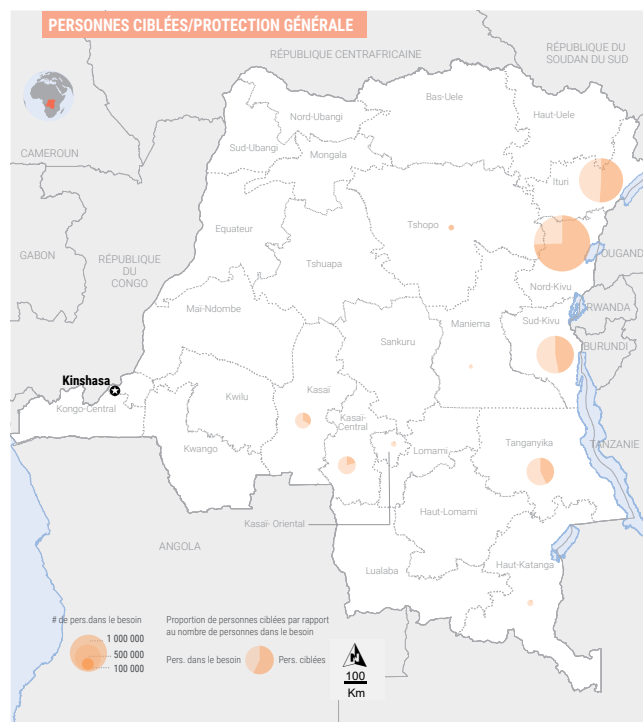 PERSONNES CIBLÉES/PROTECTION GÉNÉRALE
RÉPUBLIQUE CENTRAFRICAINE
RÉPUBLIQUE DU
SOUDAN DU SUD
CAMEROUN
Nord-Ubangi
Bas-Uele
Haut-Uele
Sud-Ubangi
Mongala
Ituri
Equateur
Tshopo
GABON
RÉPUBLIQUE
DU
CONGO
Tshuapa
OUGANDA
Nord-Kivu
Maï-Ndombe
RWANDA
Maniema
Sud-Kivu
Sankuru
BURUNDI
Kinshasa
Kongo-Central
Kwilu
Kasaï
Kasaï-
Central
Kwango
Lomami
Tanganyika
TANZANIE
Kasaï- Oriental
Haut-Lomami
ANGOLA
Lualaba
Haut-Katanga
# de pers.dans le besoin
1 000 000
500 000
100 000
Proportion de personnes ciblées par rapport
au nombre de personnes dans le besoin
Pers. dans le besoin
Pers. ciblées
100
Km